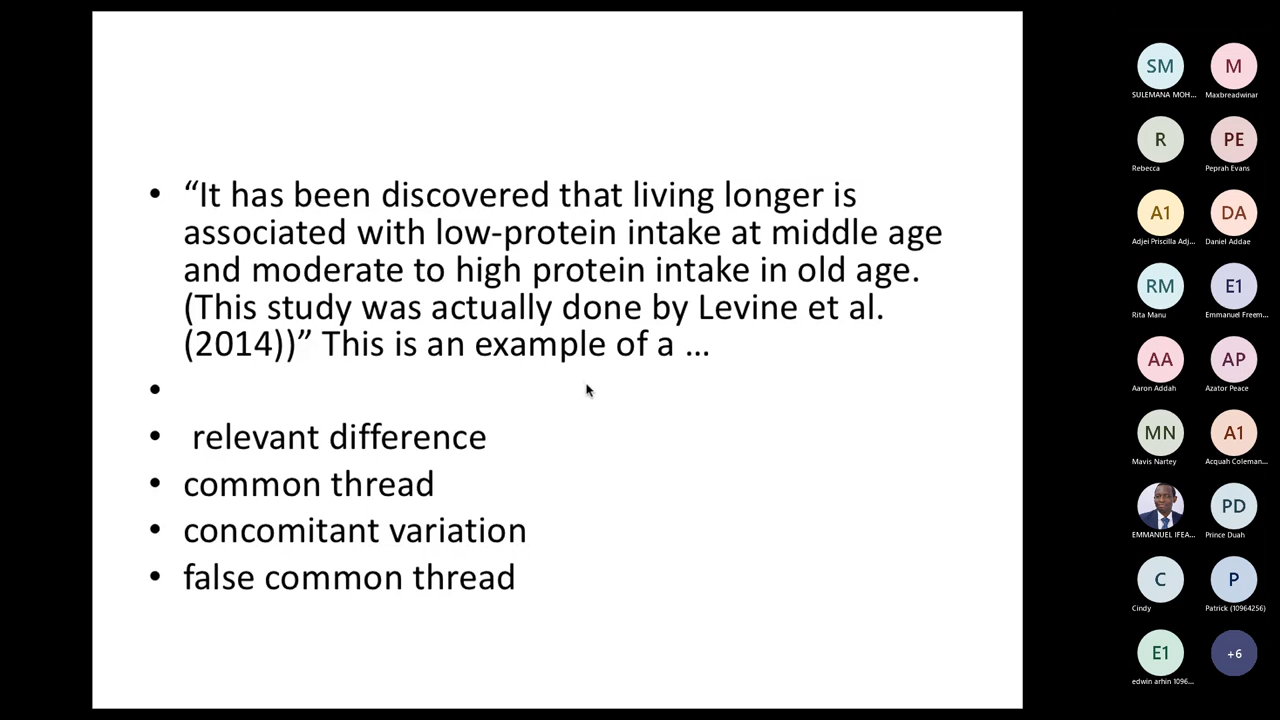 “It has been discovered that living longer is
associated with low-protein intake at middle age
and moderate to high protein intake in old age.
(This study was actually done by Levine et al.
(2014))” This is an example of a ...
relevant difference
common thread
concomitant variation
false common thread
SM
SULEMANA MOH...
M
Maxbreadwinar
R
Rebecca
PE
Peprah Evans
A1
Adjei Priscilla Adj...
DA
Daniel Addae
RM
Rita Manu
E1
Emmanuel Freem...
AA
Aaron Addah
AP
Azator Peace
MN
Mavis Nartey
A1
Acquah Coleman...
EMMANUEL IFEA...
PD
Prince Duah
C
Cindy
P
Patrick (10964256)
E1
edwin arhin 1096...
+6